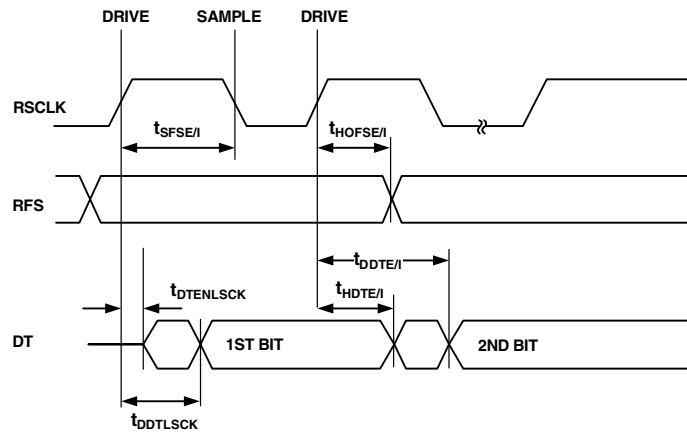 DRIVE SAMPLE DRIVE
RSCLK
tSFSE/I tHOFSE/I
RFS
tDDTE/I
tDTENLSCK tHDTE/I
DT 1ST BIT 2ND BIT
tDDTLSCK